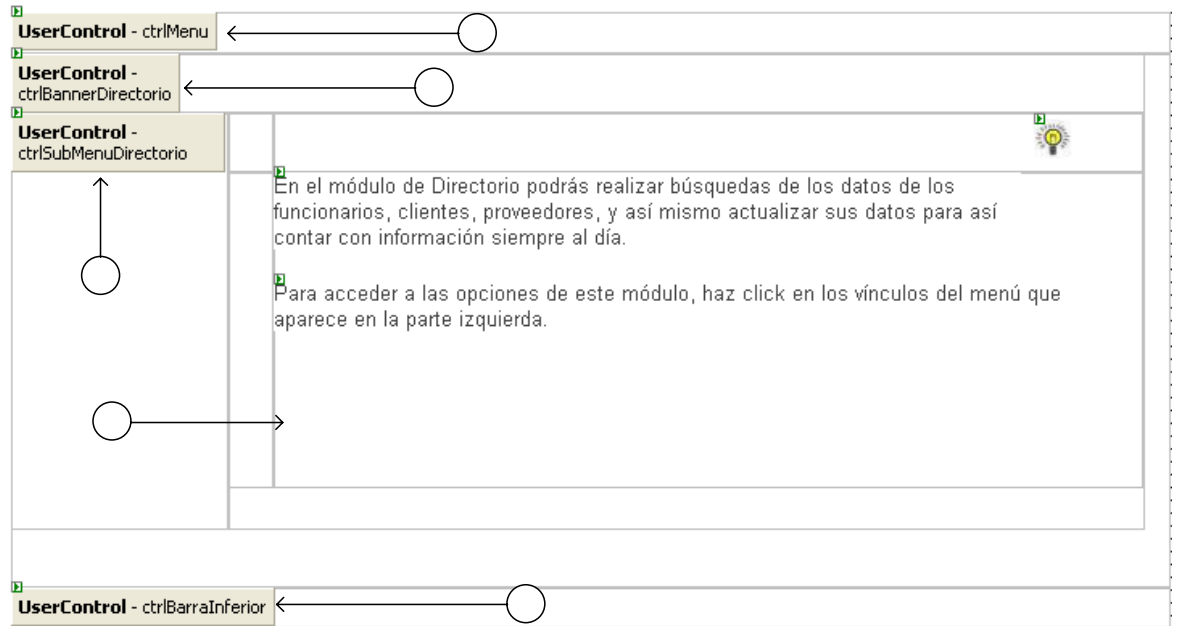 UserControl - ctrlMenu
UserControl -
ctrlBannerDirectorio
UserControl -
ctrlSubMenuDirectorio
En el módulo de Directorio podrás realizar búsquedas de los datos de los
funcionarios, clientes, proveedores, y así mismo actualizar sus datos para así
contar con información siempre al día.
Para acceder a las opciones de este módulo, haz click en los vínculos del menú que
aparece en la parte izquierda.
UserControl - ctrlBarraInferior